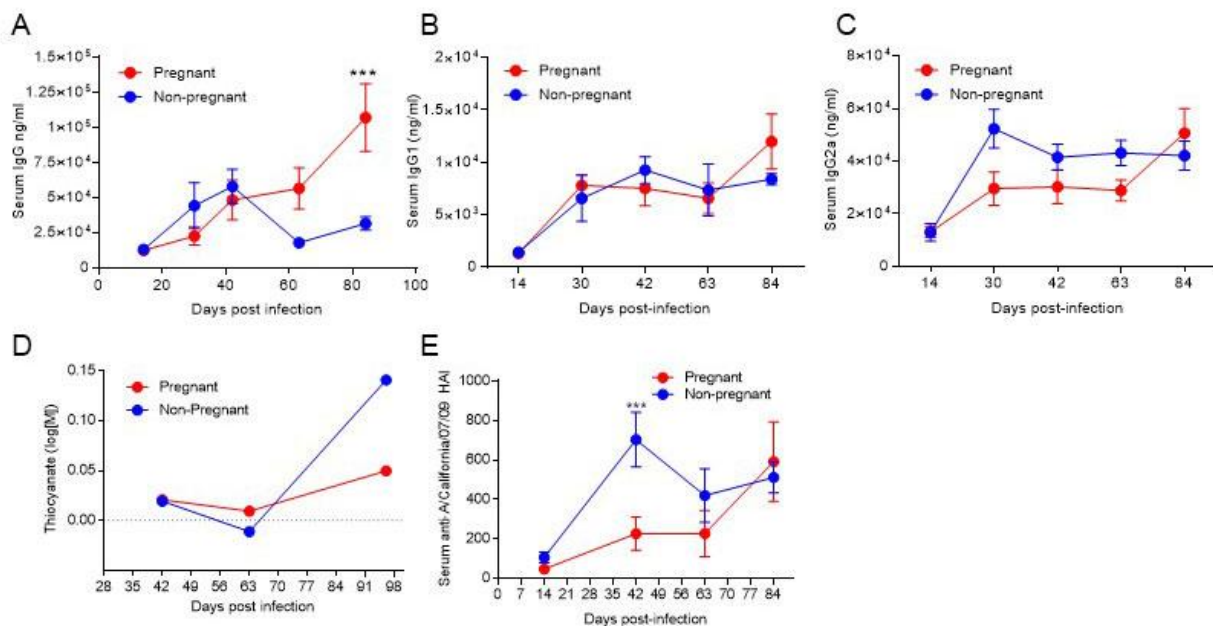 A
B
C
1.5×10⁵
1.25×10⁵
1×10⁵
7.5×10⁴
5×10⁴
2.5×10⁴
0
Serum IgG ng/ml
Pregnant
Non-pregnant
***
0 20 40 60 80 100
Days post infection
2×10⁴
1.5×10⁴
1×10⁴
5×10³
0
Serum IgG1 (ng/ml)
Pregnant
Non-pregnant
14 30 42 63 84
Days post-infection
8×10⁴
6×10⁴
4×10⁴
2×10⁴
0
Serum IgG2a (ng/ml)
Pregnant
Non-pregnant
14 30 42 63 84
Days post-infection
D
E
0.15
0.10
0.05
0.00
Thiocyanate (log[M])
Pregnant
Non-Pregnant
28 35 42 49 56 63 70 77 84 91 98
Days post infection
1000
800
600
400
200
0
Serum anti A/California/07/09 HAI
Pregnant
Non-pregnant
***
0 7 14 21 28 35 42 49 56 63 70 77 84
Days post-infection